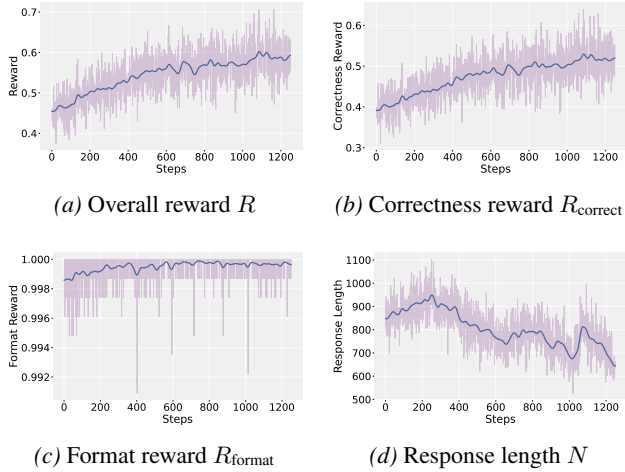 0.7
0.6
0.5
0.4
Reward
0 200 400 600 800 1000 1200
Steps
(a) Overall reward R
0.6
0.5
0.4
0.3
Correctness Reward
0 200 400 600 800 1000 1200
Steps
(b) Correctness reward R_correct
1.000
0.998
0.996
0.994
0.992
Format Reward
0 200 400 600 800 1000 1200
Steps
(c) Format reward R_format
1100
1000
900
800
700
600
500
Response Length
0 200 400 600 800 1000 1200
Steps
(d) Response length N